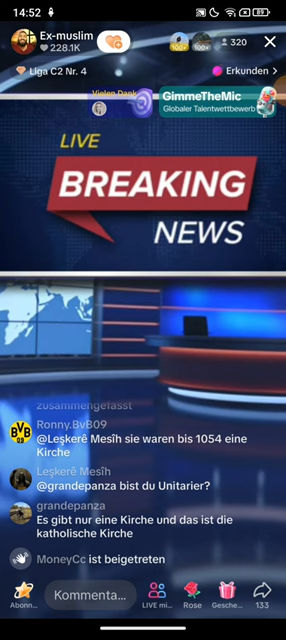 14:52
89
Ex-muslim
228.1K
100+
100+
320
Liga C2 Nr. 4
Erkunden
Vielen Dank
GimmeTheMic
Globaler Talentwettbewerb
LIVE
BREAKING
NEWS
zusammengefasst
Ronny.BvB09
@Leşkerê Mesîh sie waren bis 1054 eine
Kirche
Leşkerê Mesîh
@grandepanza bist du Unitarier?
grandepanza
Es gibt nur eine Kirche und das ist die
katholische Kirche
MoneyCc ist beigetreten
Abonn...
Kommenta...
LIVE mi...
Rose
Gesche...
133